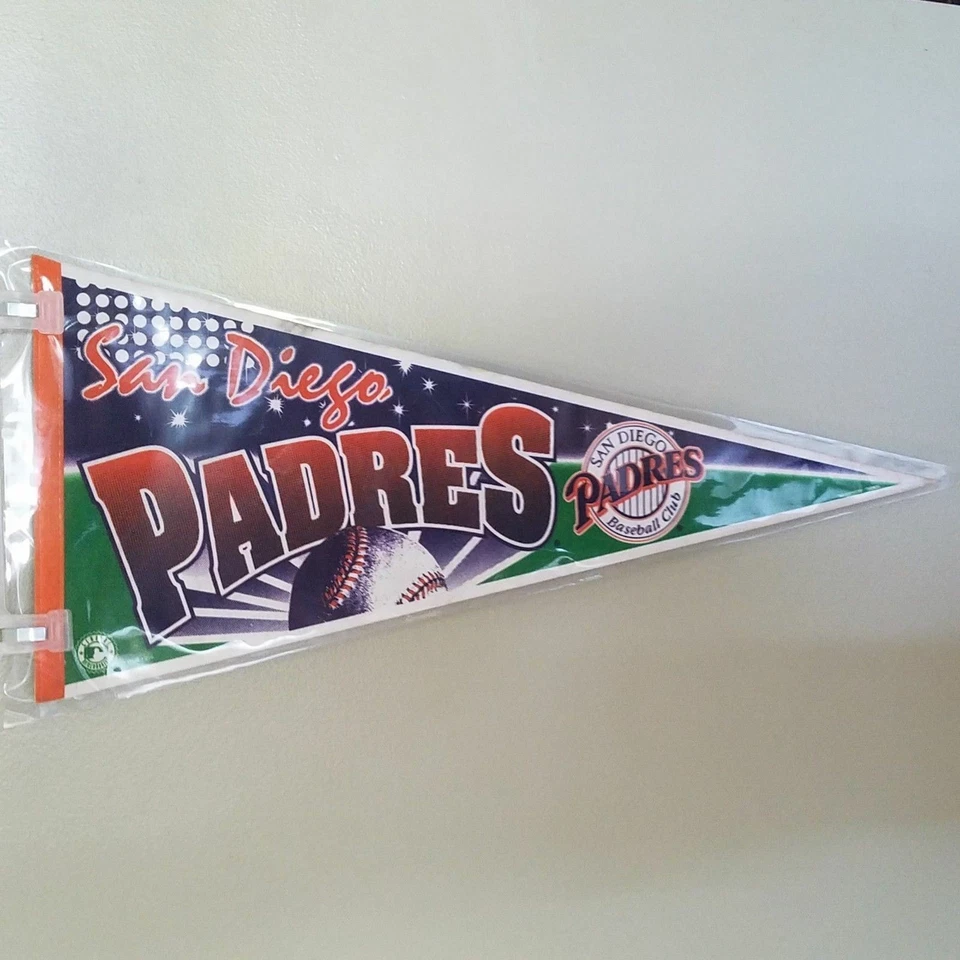 San Diego
PADRES
SAN DIEGO
PADRES
Baseball Club